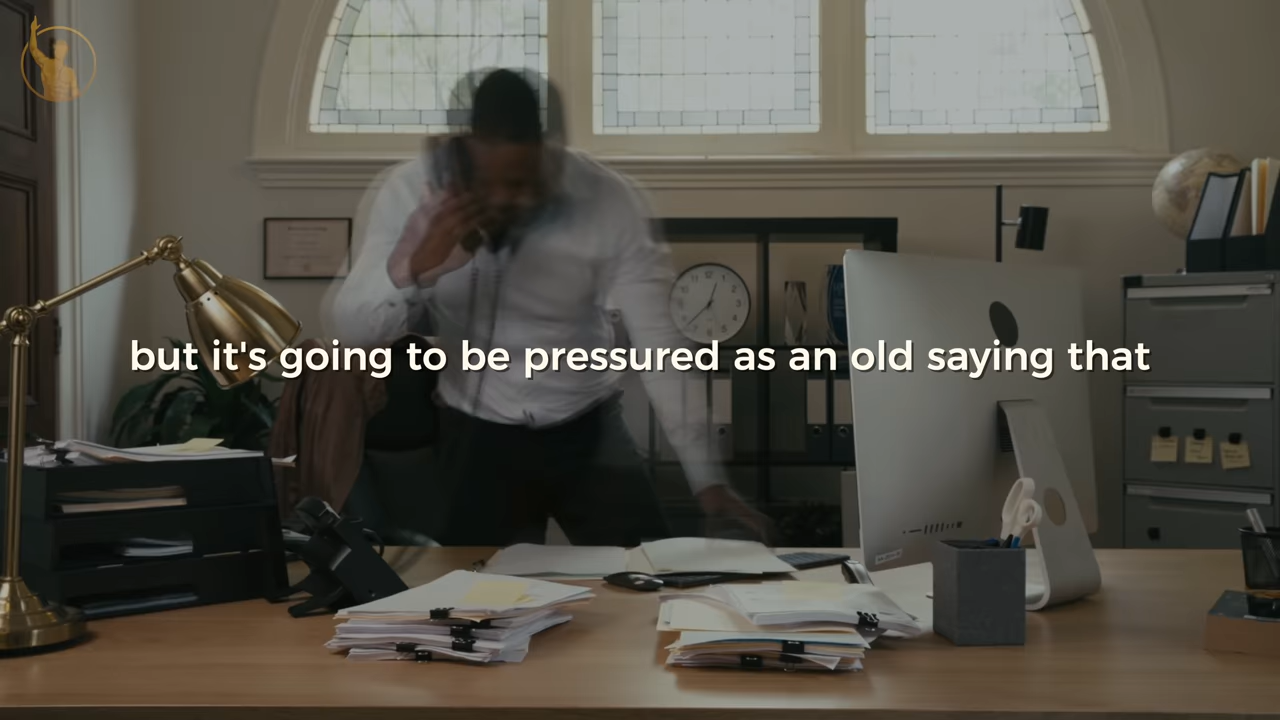 but it's going to be pressured as an old saying that